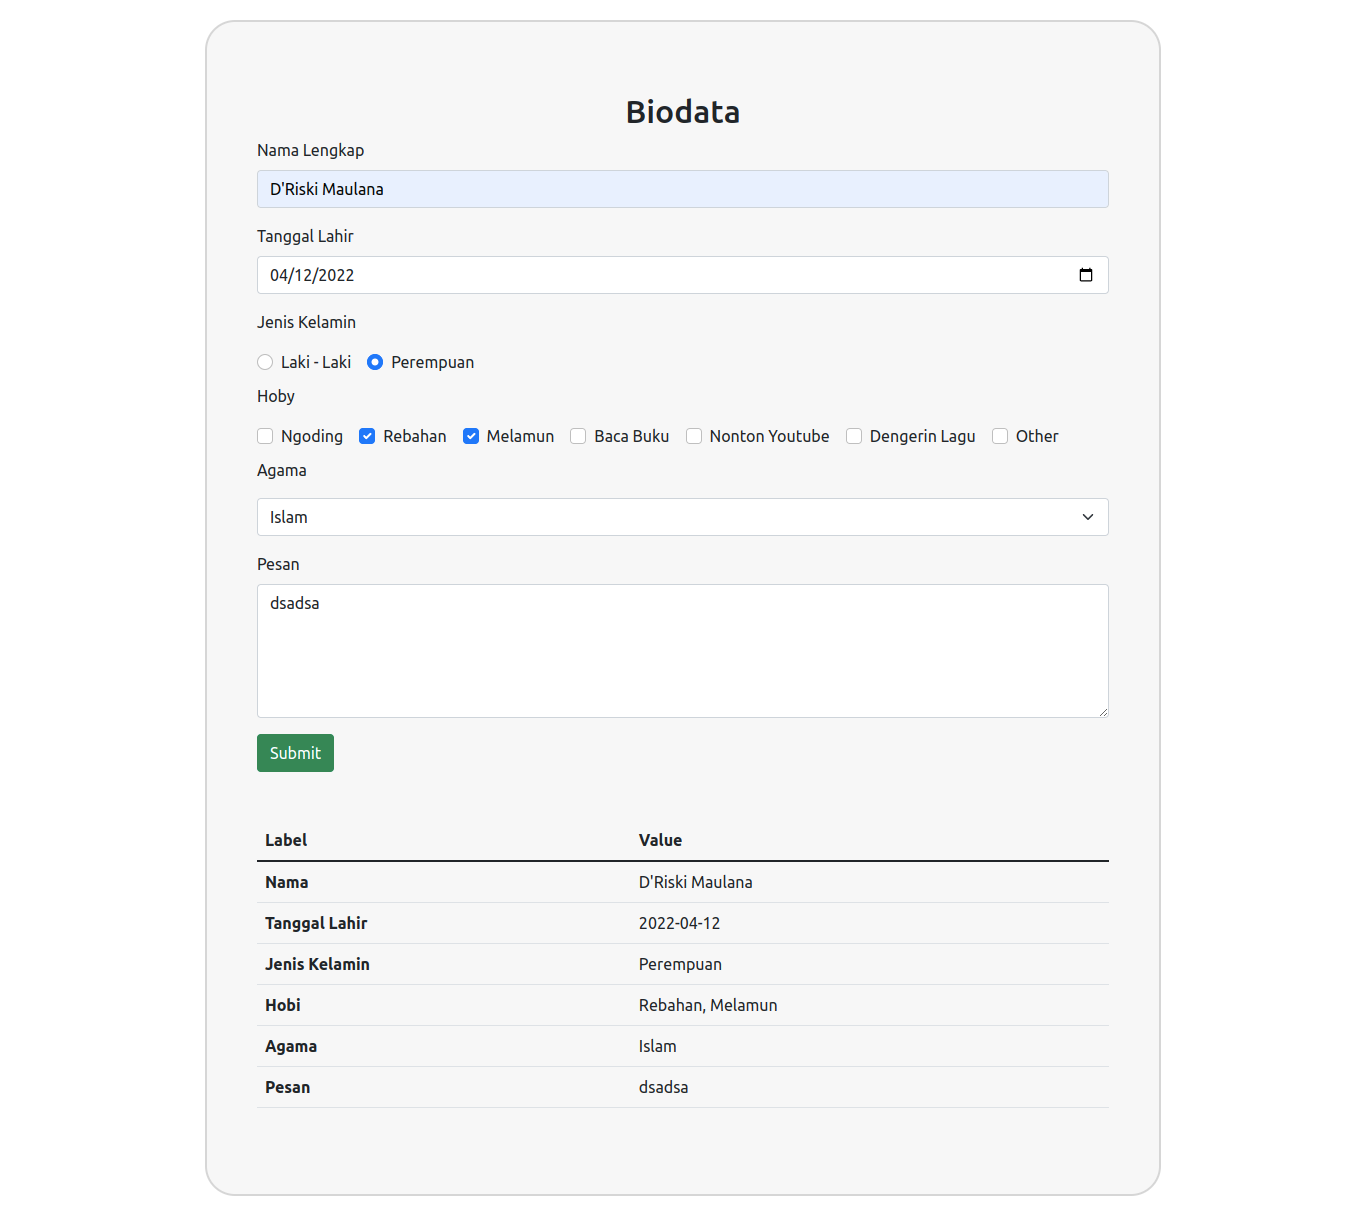 Biodata
Nama Lengkap
D'Riski Maulana
Tanggal Lahir
04/12/2022
Jenis Kelamin
Laki - Laki Perempuan
Hoby
Ngoding Rebahan Melamun Baca Buku Nonton Youtube Dengerin Lagu Other
Agama
Islam
Pesan
dsadsa
Submit
Label Value
Nama D'Riski Maulana
Tanggal Lahir 2022-04-12
Jenis Kelamin Perempuan
Hobi Rebahan, Melamun
Agama Islam
Pesan dsadsa